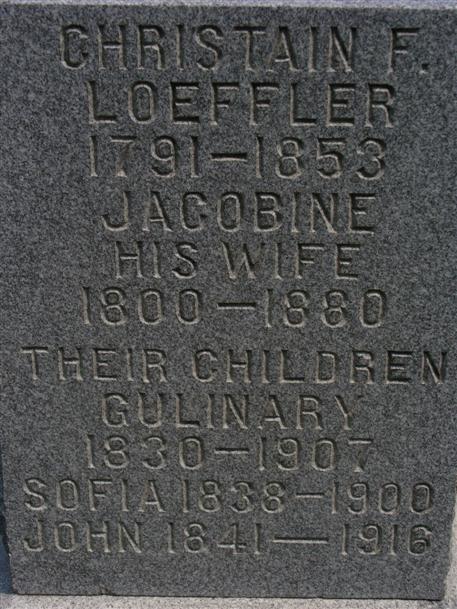 CHRISTAIN F.
LOEFFLER
1791–1853
JACOBINE
HIS WIFE
1800–1880
THEIR CHILDREN
GULINARY
1830–1907
SOFIA 1838–1900
JOHN 1841–1916